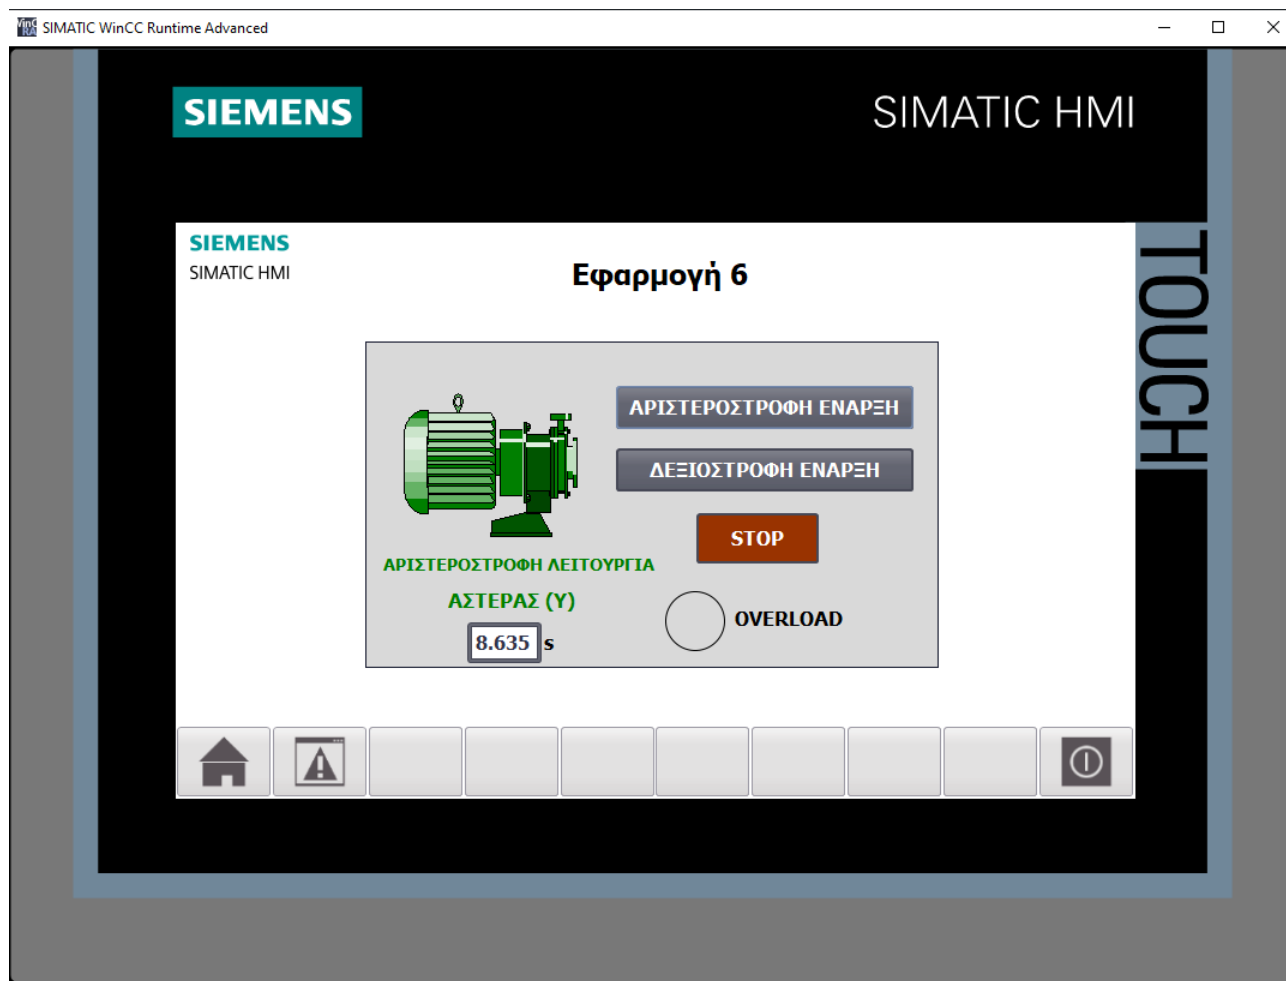 SIMATIC WinCC Runtime Advanced
SIEMENS
SIMATIC HMI
SIEMENS
SIMATIC HMI
Εφαρμογή 6
TOUCH
ΑΡΙΣΤΕΡΟΣΤΡΟΦΗ ΕΝΑΡΞΗ
ΔΕΞΙΟΣΤΡΟΦΗ ΕΝΑΡΞΗ
STOP
ΑΡΙΣΤΕΡΟΣΤΡΟΦΗ ΛΕΙΤΟΥΡΓΙΑ
ΑΣΤΕΡΑΣ (Υ)
OVERLOAD
8.635 s